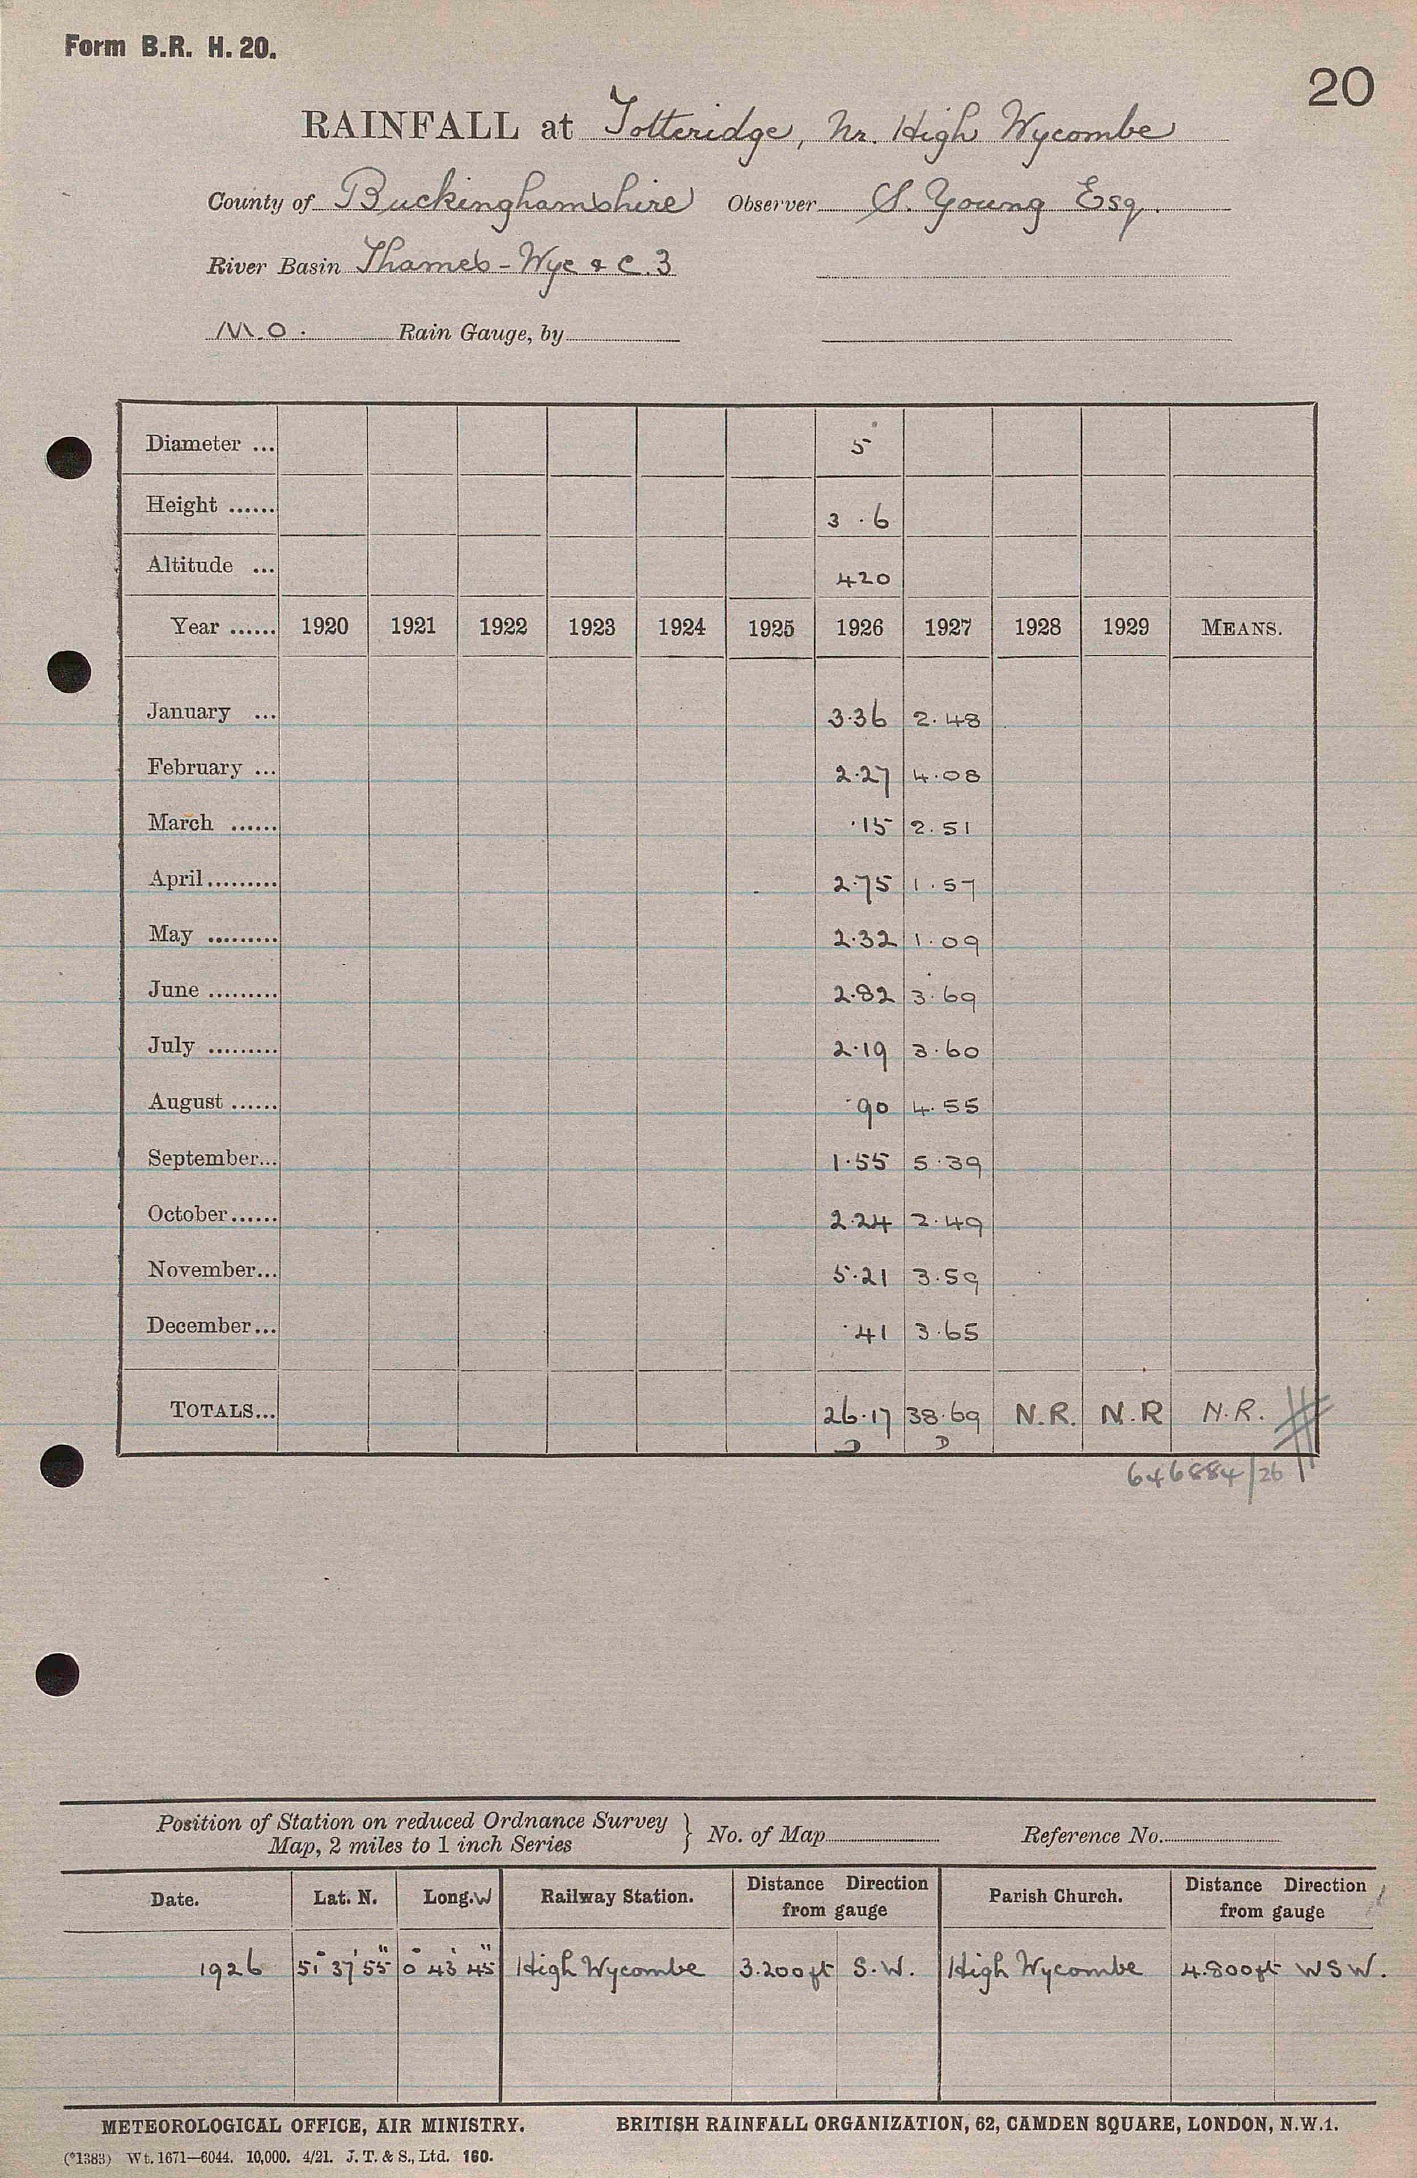 Form B.R. H. 20.
20
RAINFALL at Totteridge, Nr. High Wycombe
County of Buckinghamshire Observer S. Young Esq.
River Basin Thames - Wye & C. 3
M.O. Rain Gauge, by
Diameter ... 5"
Height ...... 3 . 6
Altitude ... 420
Year ...... 1920 1921 1922 1923 1924 1925 1926 1927 1928 1929 MEANS.
January ... 3.36 2.48
February ... 2.27 4.08
March ...... .15 2.51
April......... 2.75 1.57
May ......... 2.32 1.09
June ......... 2.82 3.69
July ......... 2.19 3.60
August ...... .90 4.55
September... 1.55 5.39
October...... 2.24 2.49
November... 5.21 3.59
December... .41 3.65
TOTALS... 26.17 38.69 N.R. N.R N.R.
D D
646884/26
Position of Station on reduced Ordnance Survey
Map, 2 miles to 1 inch Series } No. of Map Reference No.
Date. Lat. N. Long. W Railway Station. Distance Direction from gauge Parish Church. Distance Direction from gauge
1926 51° 37' 55" 0° 43' 45" High Wycombe 3.200ft S.W. High Wycombe 4.800ft WSW.
METEOROLOGICAL OFFICE, AIR MINISTRY. BRITISH RAINFALL ORGANIZATION, 62, CAMDEN SQUARE, LONDON, N.W.1.
(*1383) Wt. 1671—6044. 10,000. 4/21. J. T. & S., Ltd. 160.